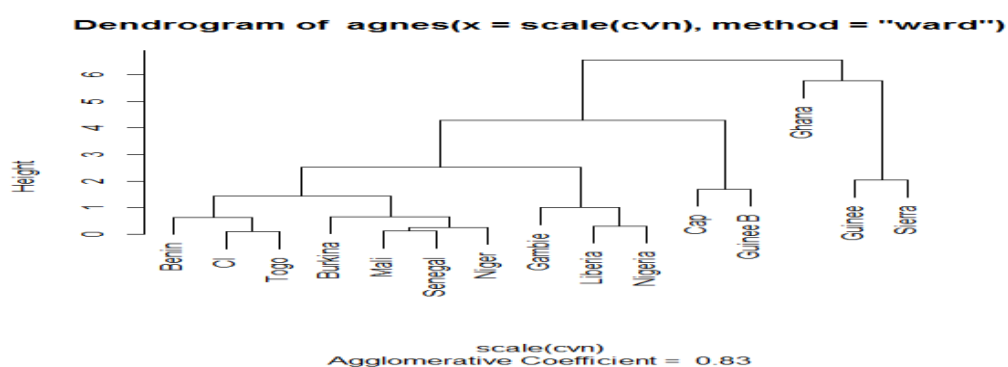 Dendrogram of agnes(x = scale(cvn), method = "ward")
Height
6
5
4
3
2
1
0
Benin
CI
Togo
Burkina
Mali
Senegal
Niger
Gambie
Liberia
Nigeria
Cap
Guinee B
Ghana
Guinee
Sierra
scale(cvn)
Agglomerative Coefficient = 0.83